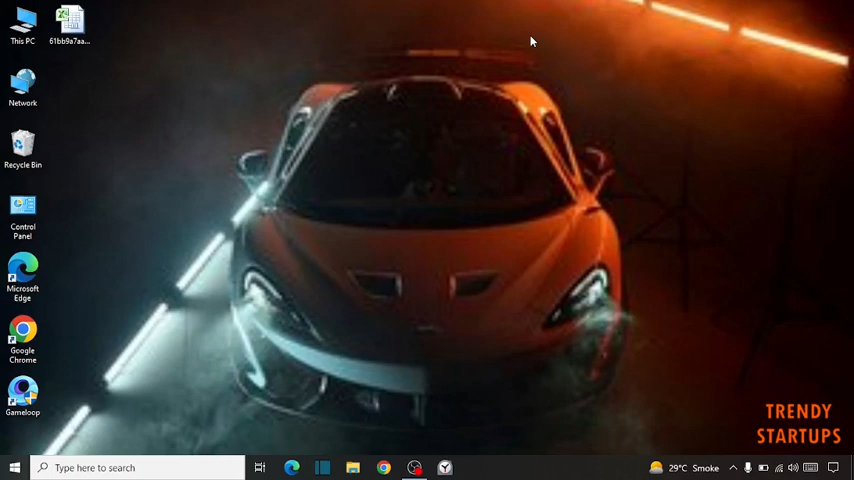 This PC
61bb9a7aa...
Network
Recycle Bin
Control
Panel
Microsoft
Edge
Google
Chrome
Gameloop
TRENDY
STARTUPS
Type here to search
29°C Smoke